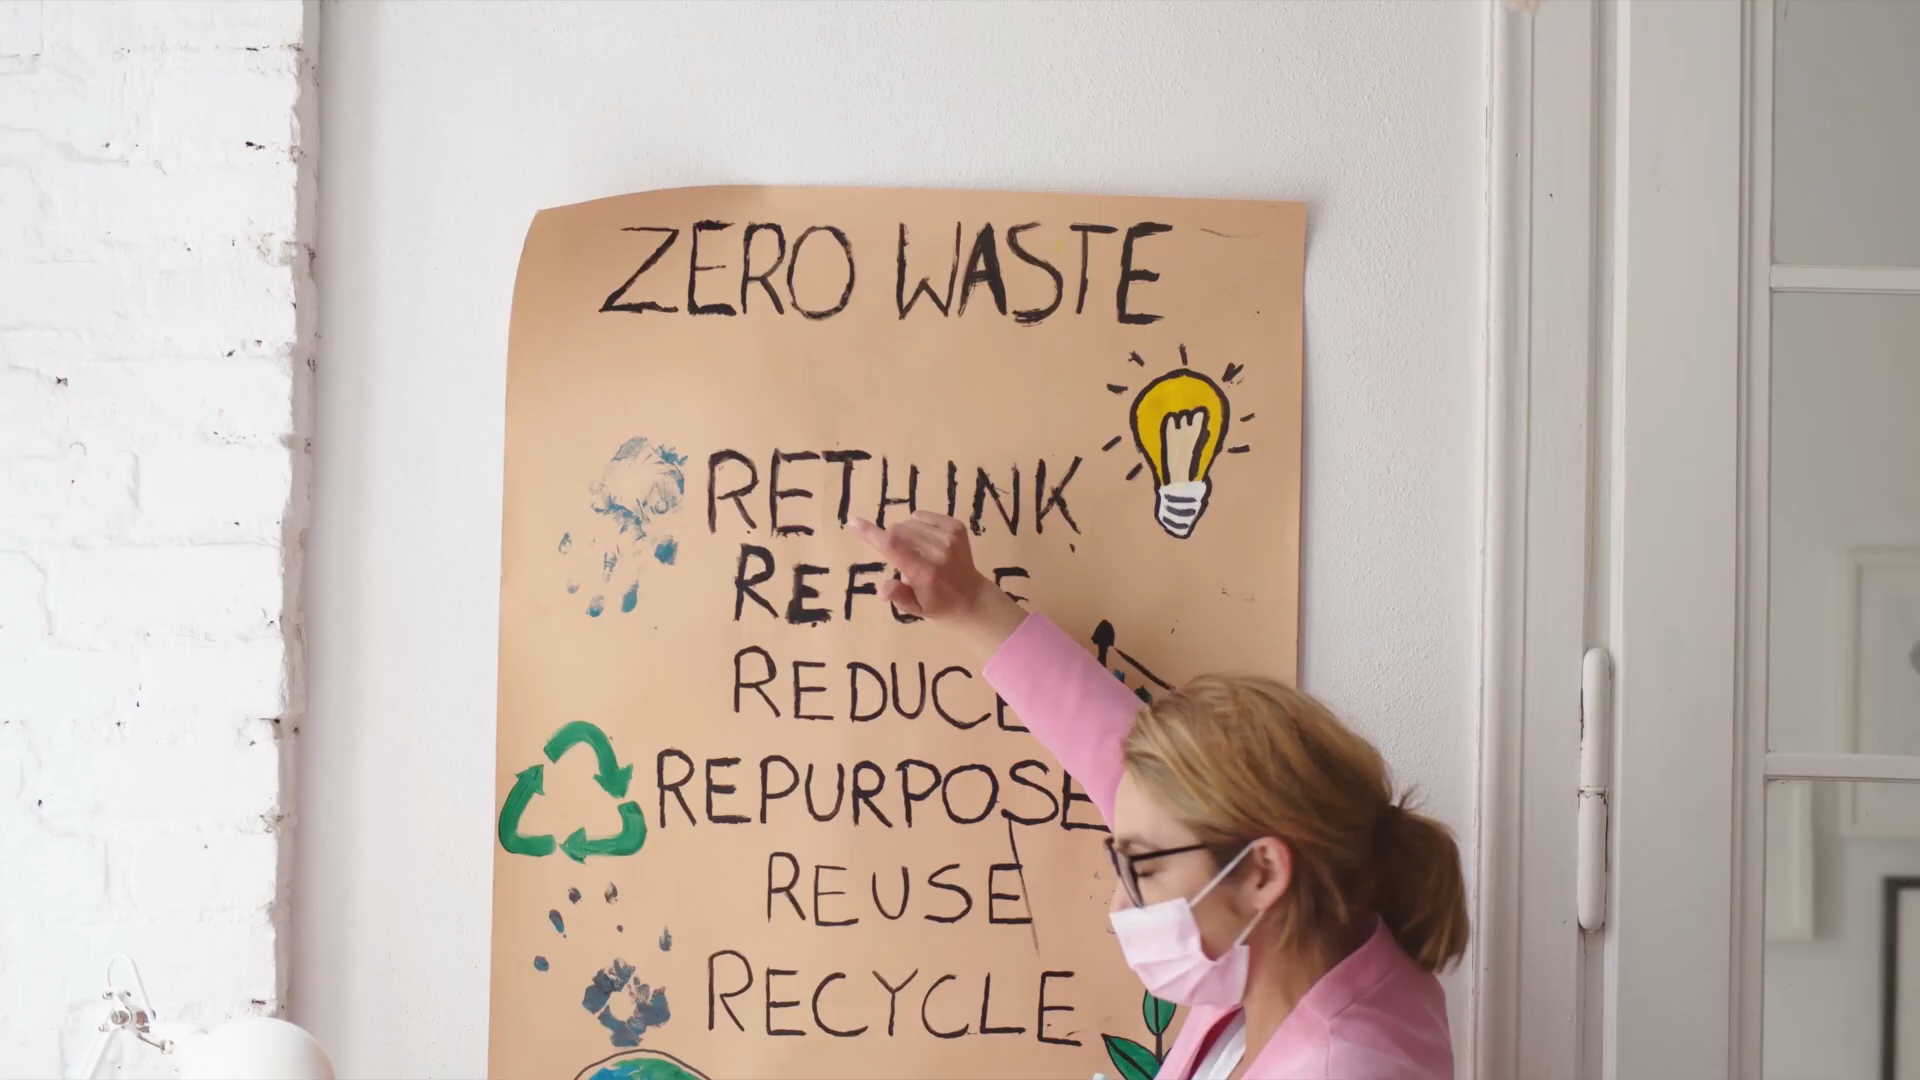 ZERO WASTE
RETHINK
REDUCE
REPURPOSE
REUSE
RECYCLE